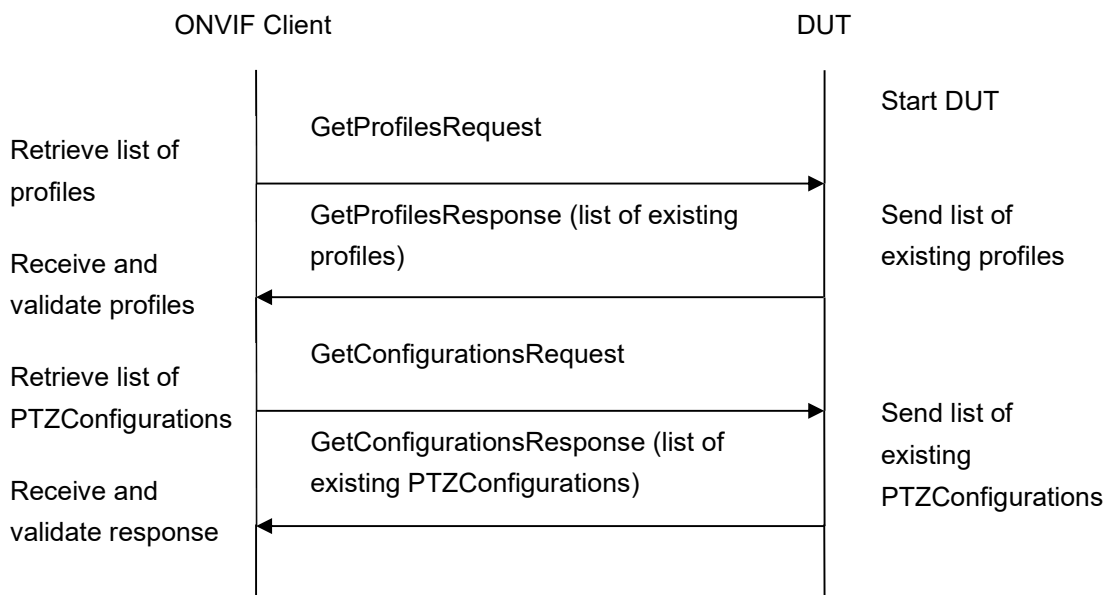 ONVIF Client
DUT
Start DUT
GetProfilesRequest
Retrieve list of
profiles
GetProfilesResponse (list of existing
profiles)
Send list of
existing profiles
Receive and
validate profiles
GetConfigurationsRequest
Retrieve list of
PTZConfigurations
GetConfigurationsResponse (list of
existing PTZConfigurations)
Send list of
existing
PTZConfigurations
Receive and
validate response